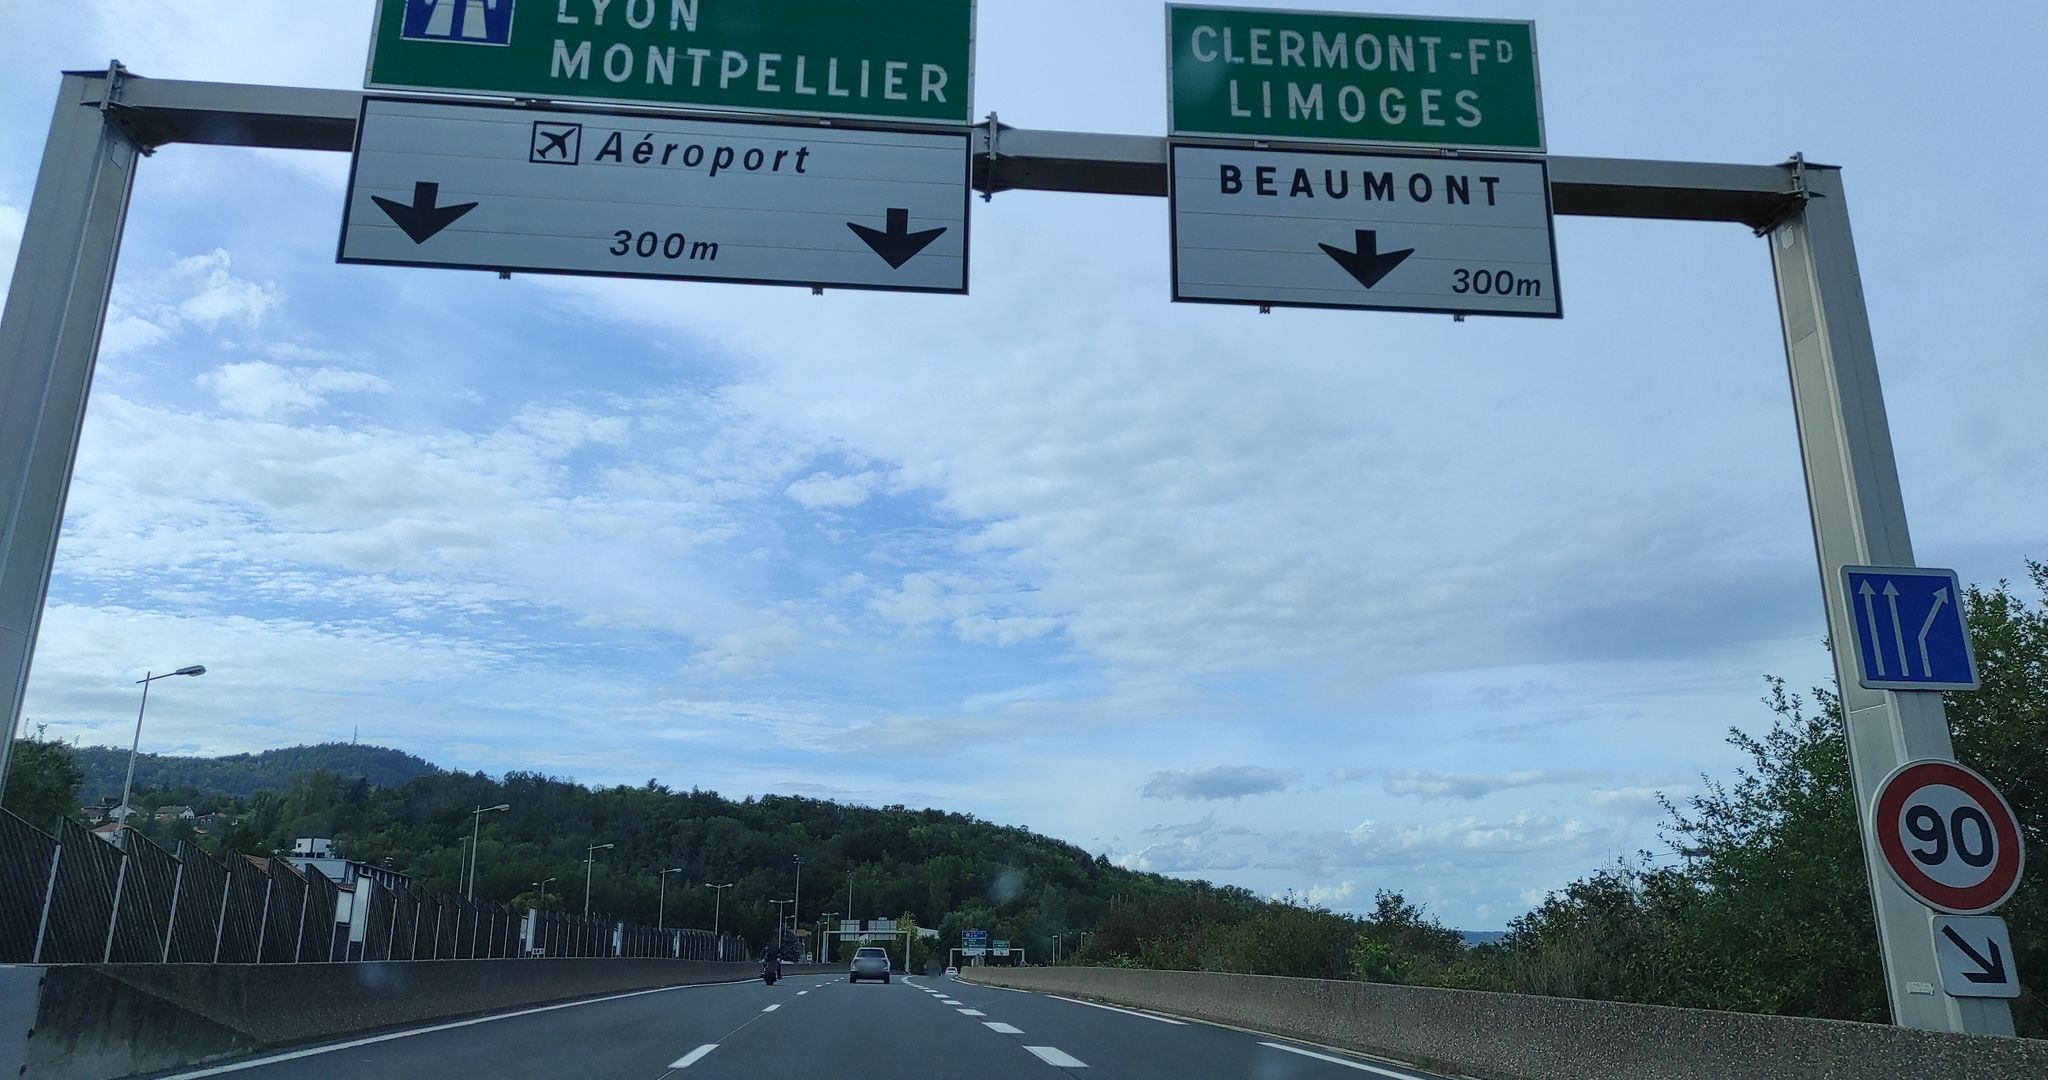 LYON
MONTPELLIER
Aéroport
300m
CLERMONT-FD
LIMOGES
BEAUMONT
300m
90